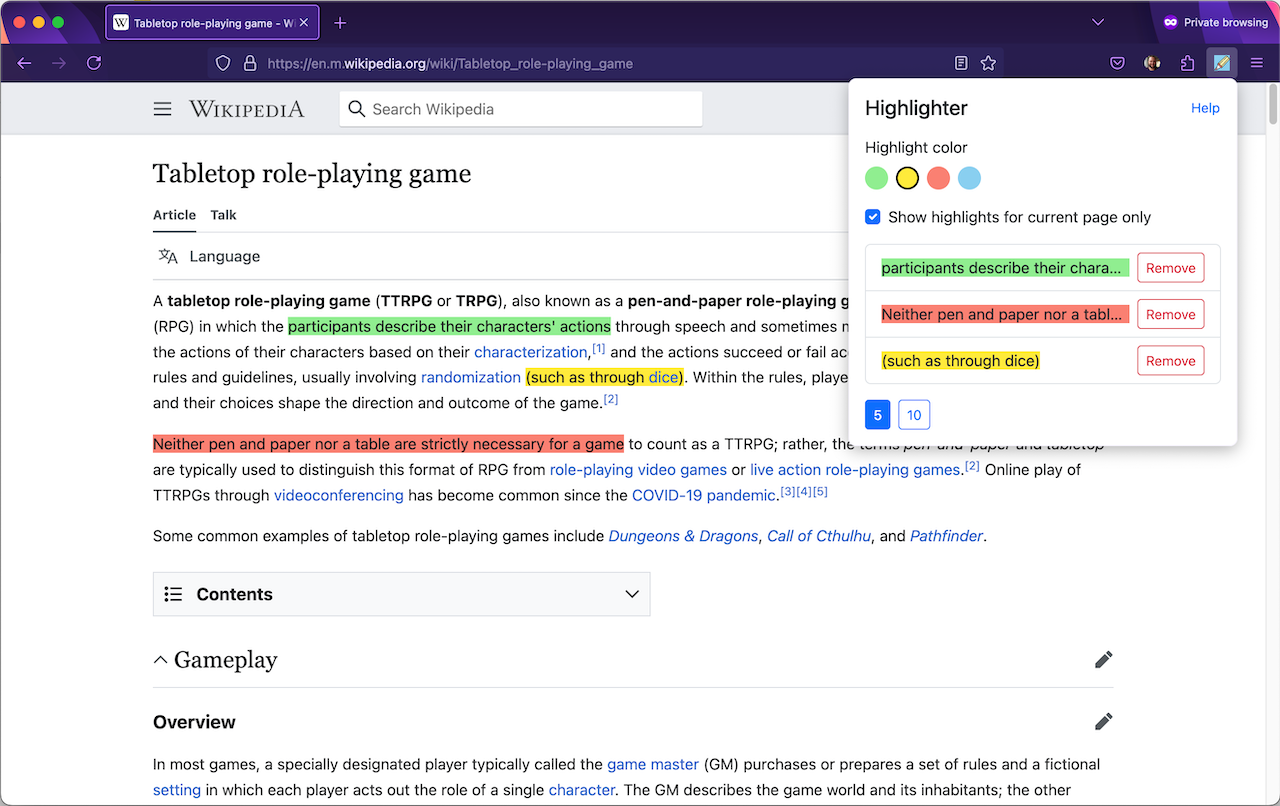 Tabletop role-playing game - Wi
Private browsing
https://en.m.wikipedia.org/wiki/Tabletop_role-playing_game
WIKIPEDIA
Search Wikipedia
Highlighter
Help
Highlight color
Show highlights for current page only
participants describe their chara...
Remove
Neither pen and paper nor a tabl...
Remove
(such as through dice)
Remove
5
10
Tabletop role-playing game
Article
Talk
Language
A tabletop role-playing game (TTRPG or TRPG), also known as a pen-and-paper role-playing g
(RPG) in which the participants describe their characters' actions through speech and sometimes
the actions of their characters based on their characterization,[1] and the actions succeed or fail
rules and guidelines, usually involving randomization (such as through dice). Within the rules,
and their choices shape the direction and outcome of the game.[2]
Neither pen and paper nor a table are strictly necessary for a game to count as a TTRPG; rather, the terms pen-and-paper and tabletop
are typically used to distinguish this format of RPG from role-playing video games or live action role-playing games.[2] Online play of
TTRPGs through videoconferencing has become common since the COVID-19 pandemic.[3][4][5]
Some common examples of tabletop role-playing games include Dungeons & Dragons, Call of Cthulhu, and Pathfinder.
Contents
Gameplay
Overview
In most games, a specially designated player typically called the game master (GM) purchases or prepares a set of rules and a fictional
setting in which each player acts out the role of a single character. The GM describes the game world and its inhabitants; the other